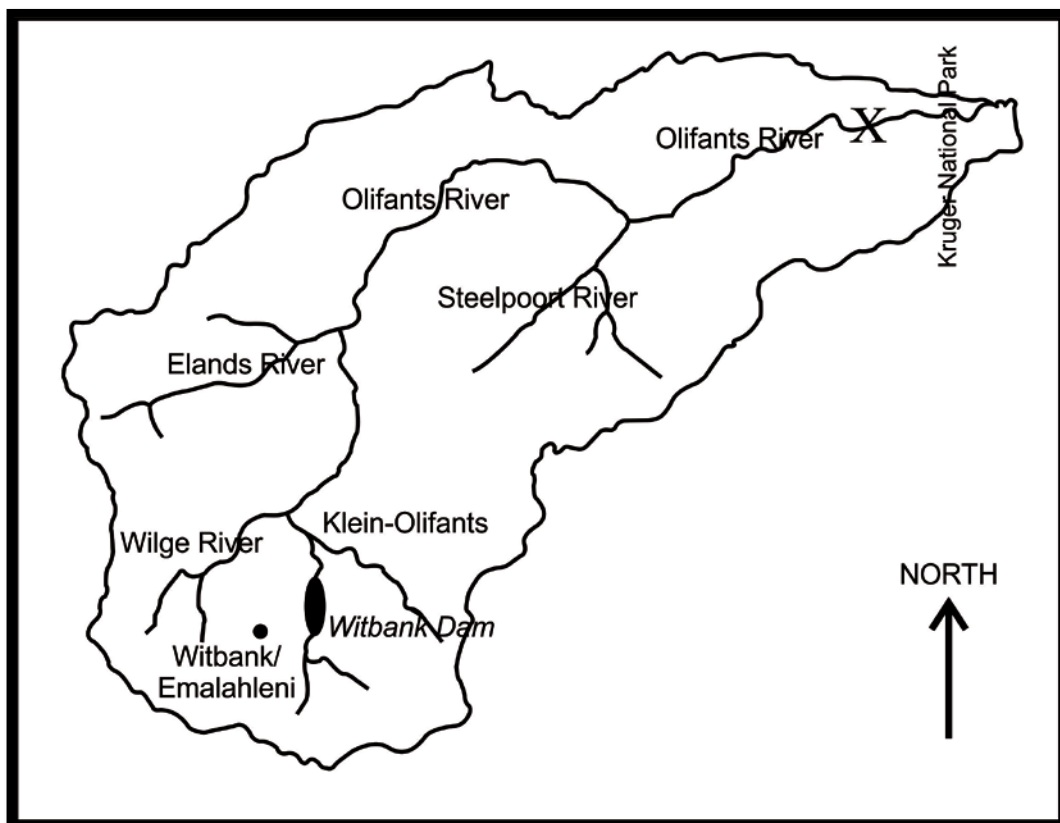 Kruger National Park
X
Olifants River
Olifants River
Steelpoort River
Elands River
Klein-Olifants
Wilge River
NORTH
Witbank Dam
Witbank/
Emalahleni